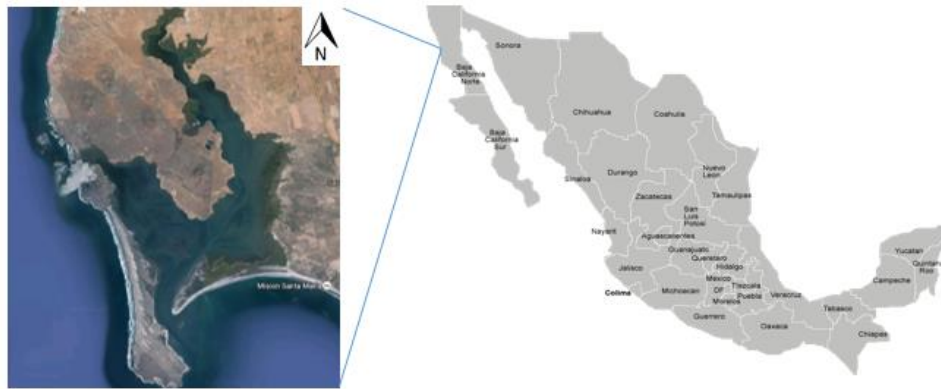 N
Mision Santa Maria
Sonora
Baja
California
Norte
Chihuahua
Coahuila
Baja
California
Sur
Sinaloa
Durango
Nuevo
Leon
Tamaulipas
Zacatecas
San
Luis
Potosi
Nayarit
Aguascalientes
Guanajuato
Queretaro
Hidalgo
Jalisco
Mexico
Tlaxcala
Colima
Michoacan
DF
Puebla
Morelos
Veracruz
Guerrero
Oaxaca
Tabasco
Chiapas
Yucatan
Quintana
Roo
Campeche